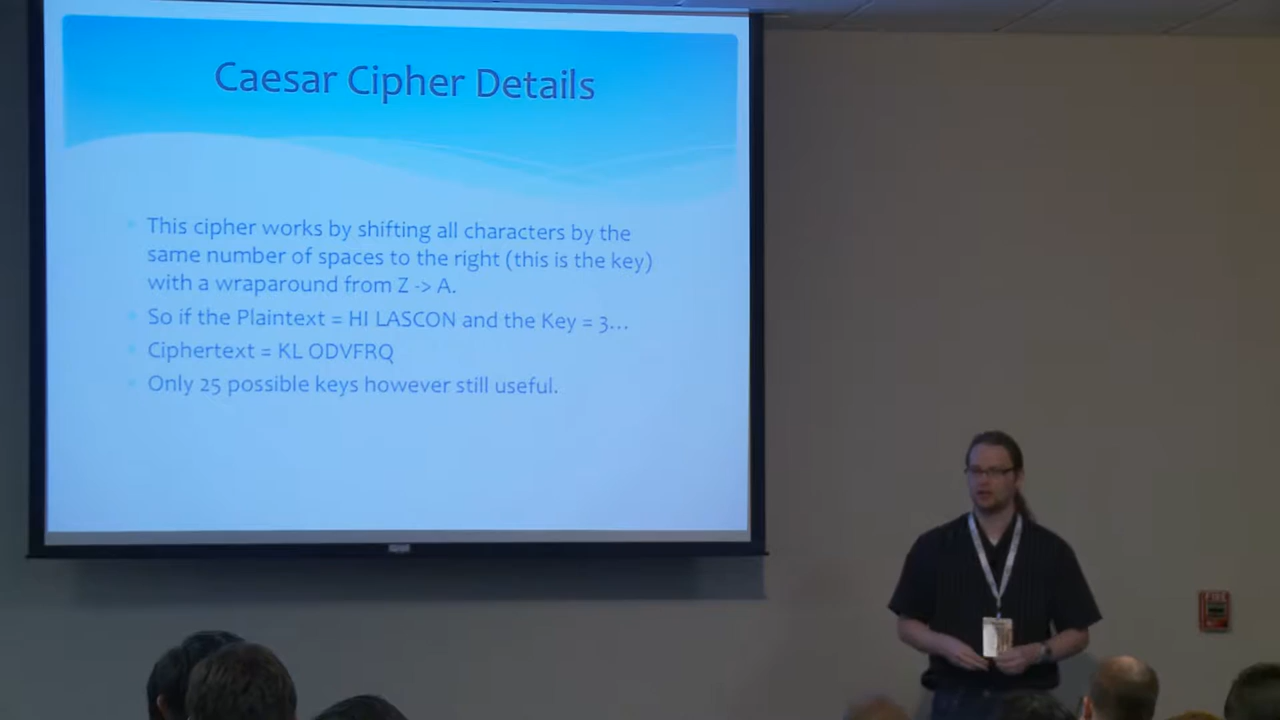 Caesar Cipher Details
This cipher works by shifting all characters by the
same number of spaces to the right (this is the key)
with a wraparound from Z -> A.
So if the Plaintext = HI LASCON and the Key = 3...
Ciphertext = KL ODVFRQ
Only 25 possible keys however still useful.
FIRE